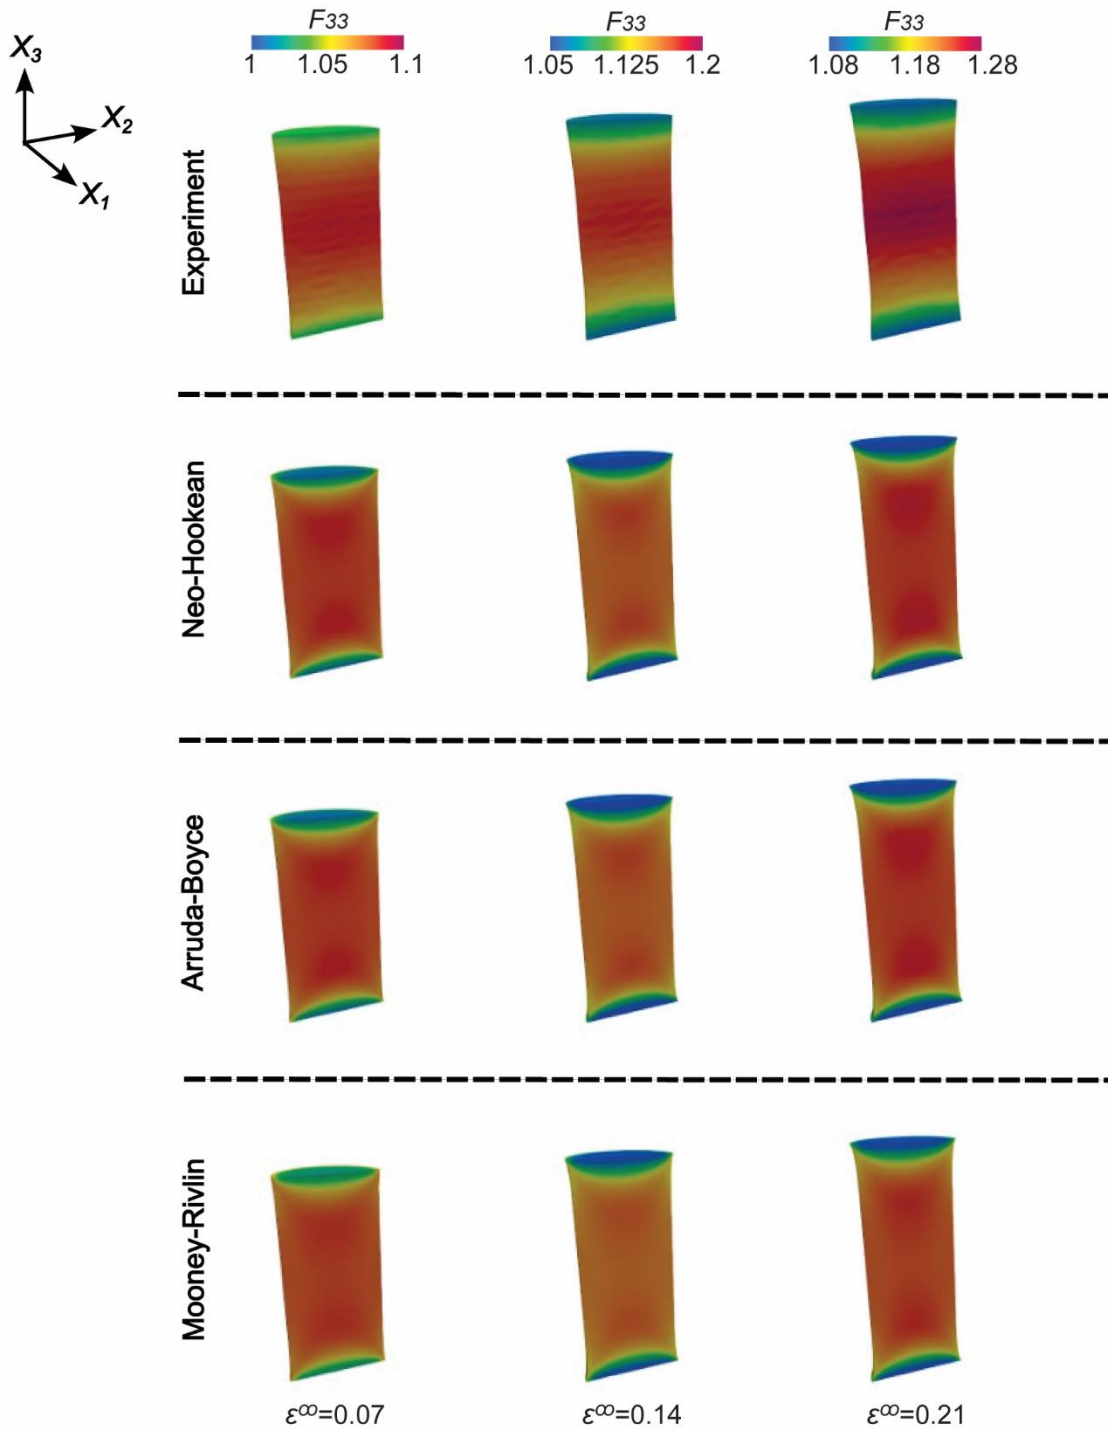 F33 F33 F33
1 1.05 1.1 1.05 1.125 1.2 1.08 1.18 1.28
X3
X2
X1
Experiment
Neo-Hookean
Arruda-Boyce
Mooney-Rivlin
ε∞=0.07 ε∞=0.14 ε∞=0.21